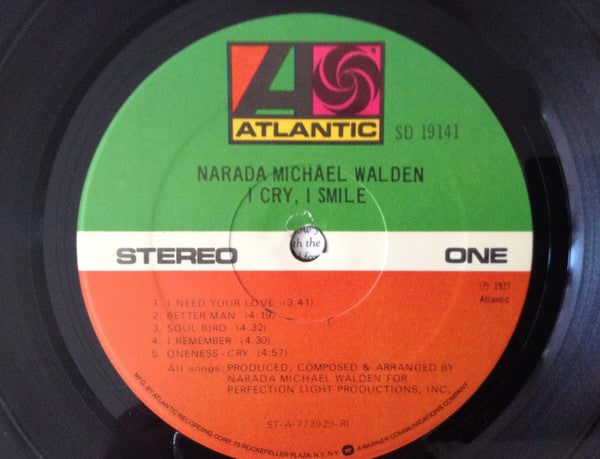 ATLANTIC
SD 19141
NARADA MICHAEL WALDEN
I CRY, I SMILE
th the
STEREO
ONE
℗ 1977
Atlantic
1. I NEED YOUR LOVE (3:41)
2. BETTER MAN (4:19)
3. SOUL BIRD (4:32)
4. I REMEMBER (4:30)
5. ONENESS-CRY (4:57)
All songs: PRODUCED, COMPOSED & ARRANGED BY
NARADA MICHAEL WALDEN FOR
PERFECTION LIGHT PRODUCTIONS, INC.
ST-A-773929-RI
MFG. BY ATLANTIC RECORDING CORP. 75 ROCKEFELLER PLAZA, N.Y., N.Y. A WARNER COMMUNICATIONS COMPANY